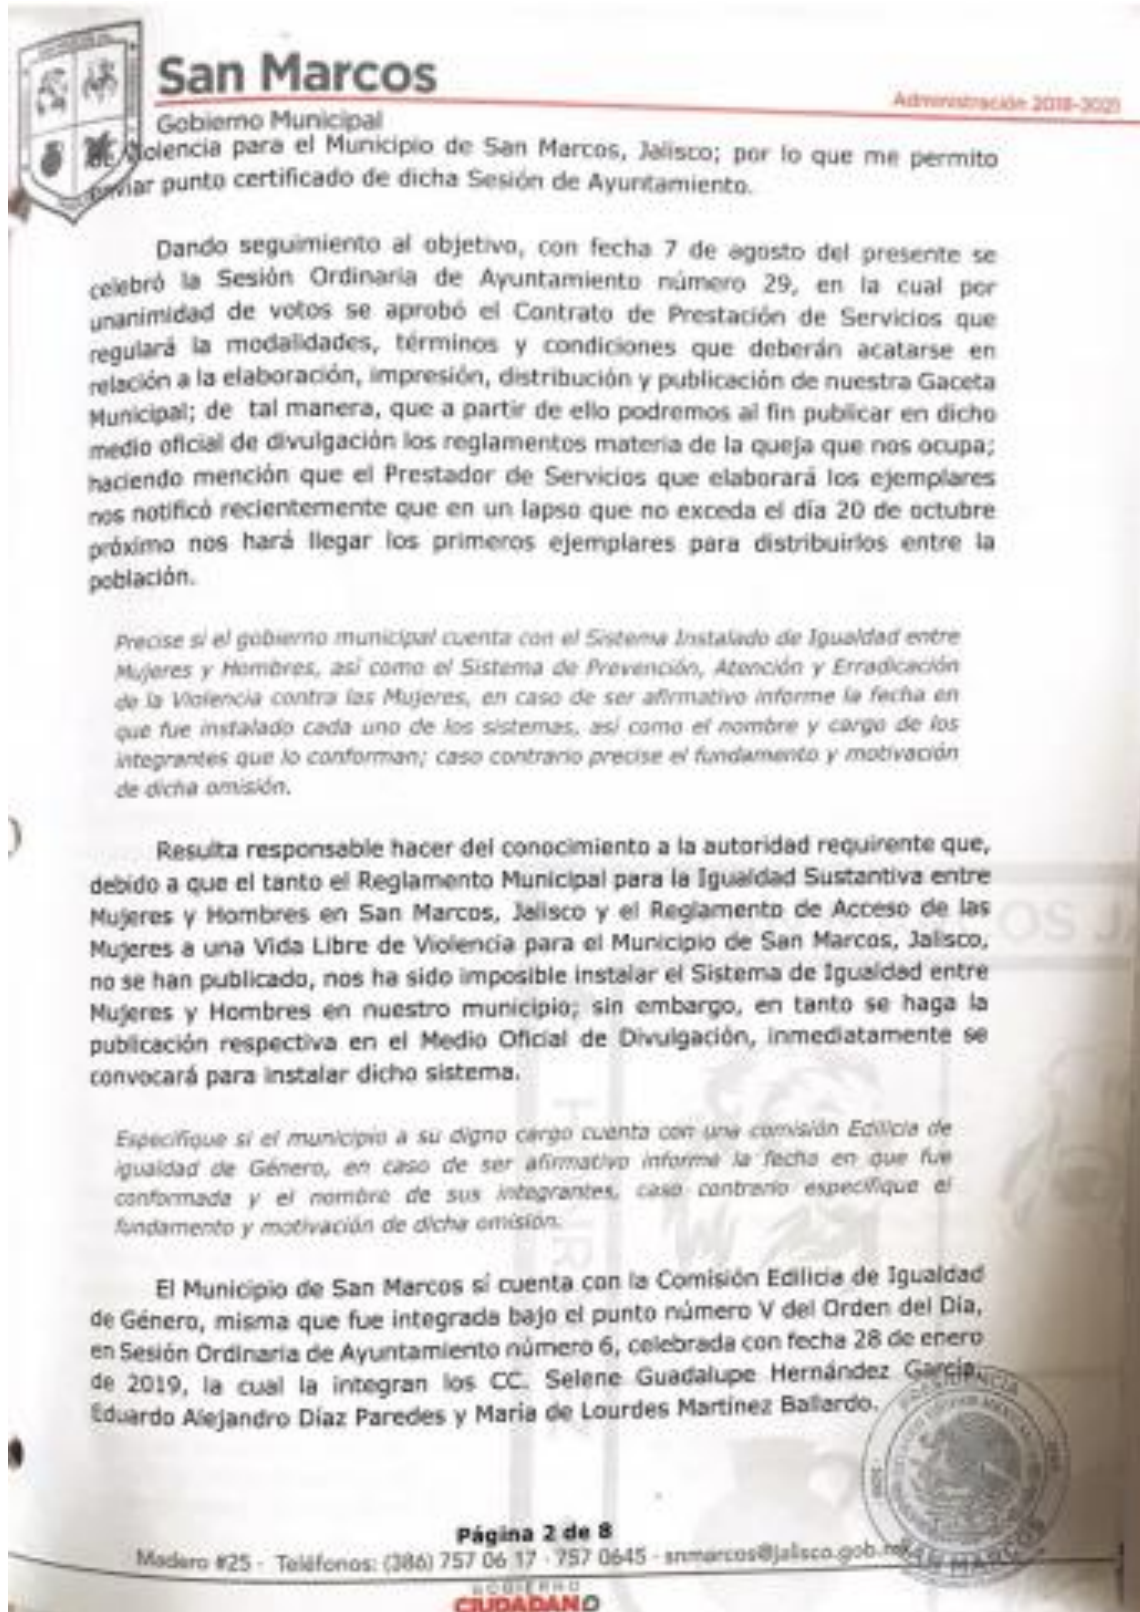 San Marcos
Administración 2018-2021
Gobierno Municipal
de Violencia para el Municipio de San Marcos, Jalisco; por lo que me permito
enviar punto certificado de dicha Sesión de Ayuntamiento.
Dando seguimiento al objetivo, con fecha 7 de agosto del presente se
celebró la Sesión Ordinaria de Ayuntamiento número 29, en la cual por
unanimidad de votos se aprobó el Contrato de Prestación de Servicios que
regulará la modalidades, términos y condiciones que deberán acatarse en
relación a la elaboración, impresión, distribución y publicación de nuestra Gaceta
Municipal; de tal manera, que a partir de ello podremos al fin publicar en dicho
medio oficial de divulgación los reglamentos materia de la queja que nos ocupa;
haciendo mención que el Prestador de Servicios que elaborará los ejemplares
nos notificó recientemente que en un lapso que no exceda el día 20 de octubre
próximo nos hará llegar los primeros ejemplares para distribuirlos entre la
población.
Precise si el gobierno municipal cuenta con el Sistema Instalado de Igualdad entre
Mujeres y Hombres, así como el Sistema de Prevención, Atención y Erradicación
de la Violencia contra las Mujeres, en caso de ser afirmativo informe la fecha en
que fue instalado cada uno de los sistemas, así como el nombre y cargo de los
integrantes que lo conforman; caso contrario precise el fundamento y motivación
de dicha omisión.
Resulta responsable hacer del conocimiento a la autoridad requirente que,
debido a que el tanto el Reglamento Municipal para la Igualdad Sustantiva entre
Mujeres y Hombres en San Marcos, Jalisco y el Reglamento de Acceso de las
Mujeres a una Vida Libre de Violencia para el Municipio de San Marcos, Jalisco,
no se han publicado, nos ha sido imposible instalar el Sistema de Igualdad entre
Mujeres y Hombres en nuestro municipio; sin embargo, en tanto se haga la
publicación respectiva en el Medio Oficial de Divulgación, inmediatamente se
convocará para instalar dicho sistema.
Especifique si el municipio a su digno cargo cuenta con una comisión Edilicia de
igualdad de Género, en caso de ser afirmativo informe la fecha en que fue
conformada y el nombre de sus integrantes, caso contrario especifique el
fundamento y motivación de dicha omisión.
El Municipio de San Marcos sí cuenta con la Comisión Edilicia de Igualdad
de Género, misma que fue integrada bajo el punto número V del Orden del Día,
en Sesión Ordinaria de Ayuntamiento número 6, celebrada con fecha 28 de enero
de 2019, la cual la integran los CC. Selene Guadalupe Hernández García,
Eduardo Alejandro Díaz Paredes y María de Lourdes Martínez Ballardo.
Página 2 de 8
Madero #25 - Teléfonos: (386) 757 06 17 - 757 0645 - snmarcos@jalisco.gob.mx
SAN MARCOS
GOBIERNO
CIUDADANO